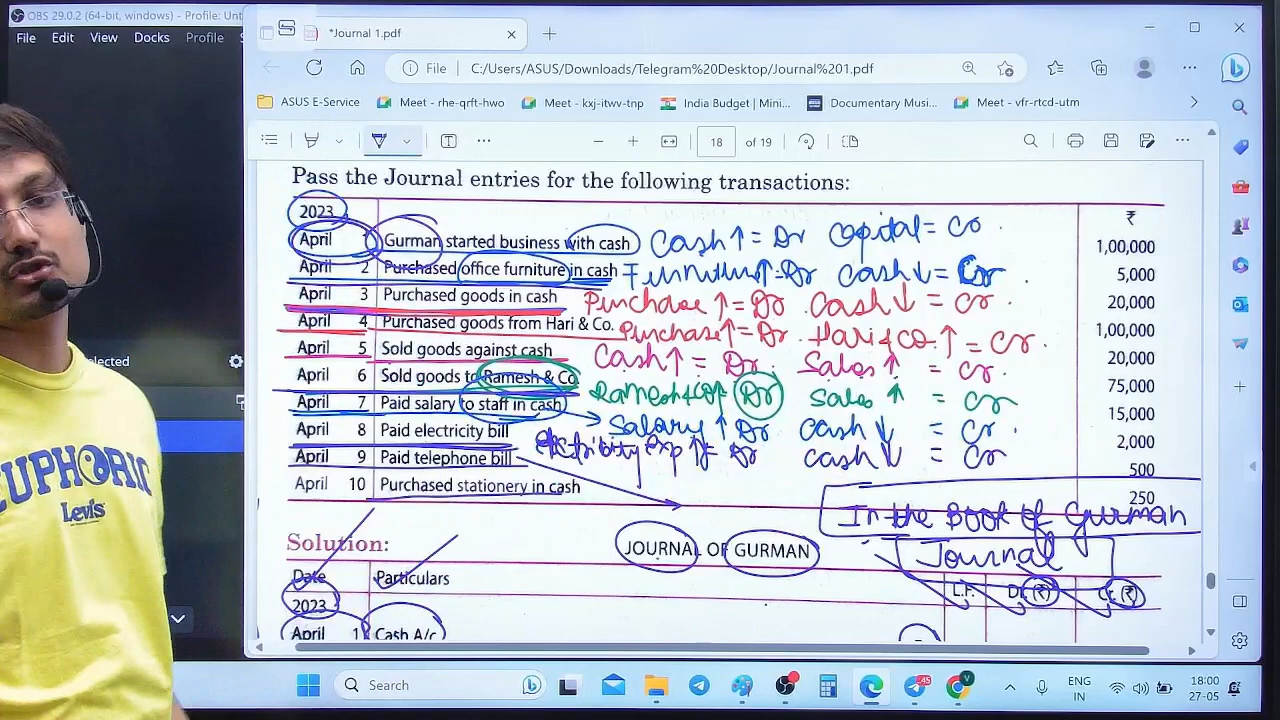 OBS 29.0.2 (64-bit, windows) - Profile: Unt
File Edit View Docks Profile
*Journal 1.pdf
File C:/Users/ASUS/Downloads/Telegram%20Desktop/Journal%201.pdf
ASUS E-Service Meet - rhe-qrft-hwo Meet - kxj-itwv-tnp India Budget | Mini... Documentary Musi... Meet - vfr-rtcd-utm
18 of 19
Pass the Journal entries for the following transactions:
2023 ₹
April Gurman started business with cash Cash↑ = Dr Capital = Cr 1,00,000
April 2 Purchased office furniture in cash Furniture↑ = Dr Cash↓ = Cr 5,000
April 3 Purchased goods in cash Purchase↑ = Dr Cash↓ = Cr 20,000
April 4 Purchased goods from Hari & Co. Purchase↑ = Dr Hari & Co.↑ = Cr 1,00,000
April 5 Sold goods against cash Cash↑ = Dr Sales↑ = Cr 20,000
April 6 Sold goods to Ramesh & Co. Ramesh & Co Dr Sales↑ = Cr 75,000
April 7 Paid salary to staff in cash Salary↑ Dr Cash↓ = Cr 15,000
April 8 Paid electricity bill exp↑ = Dr Cash↓ = Cr 2,000
April 9 Paid telephone bill 500
April 10 Purchased stationery in cash 250
In the Book of Gurman
Solution: JOURNAL OF GURMAN Journal
Date Particulars L.F. Dr. (₹) Cr. (₹)
2023
April 1 Cash A/c
elected
EUPHORIC
Levi's
Search
45
ENG
IN
18:00
27-05